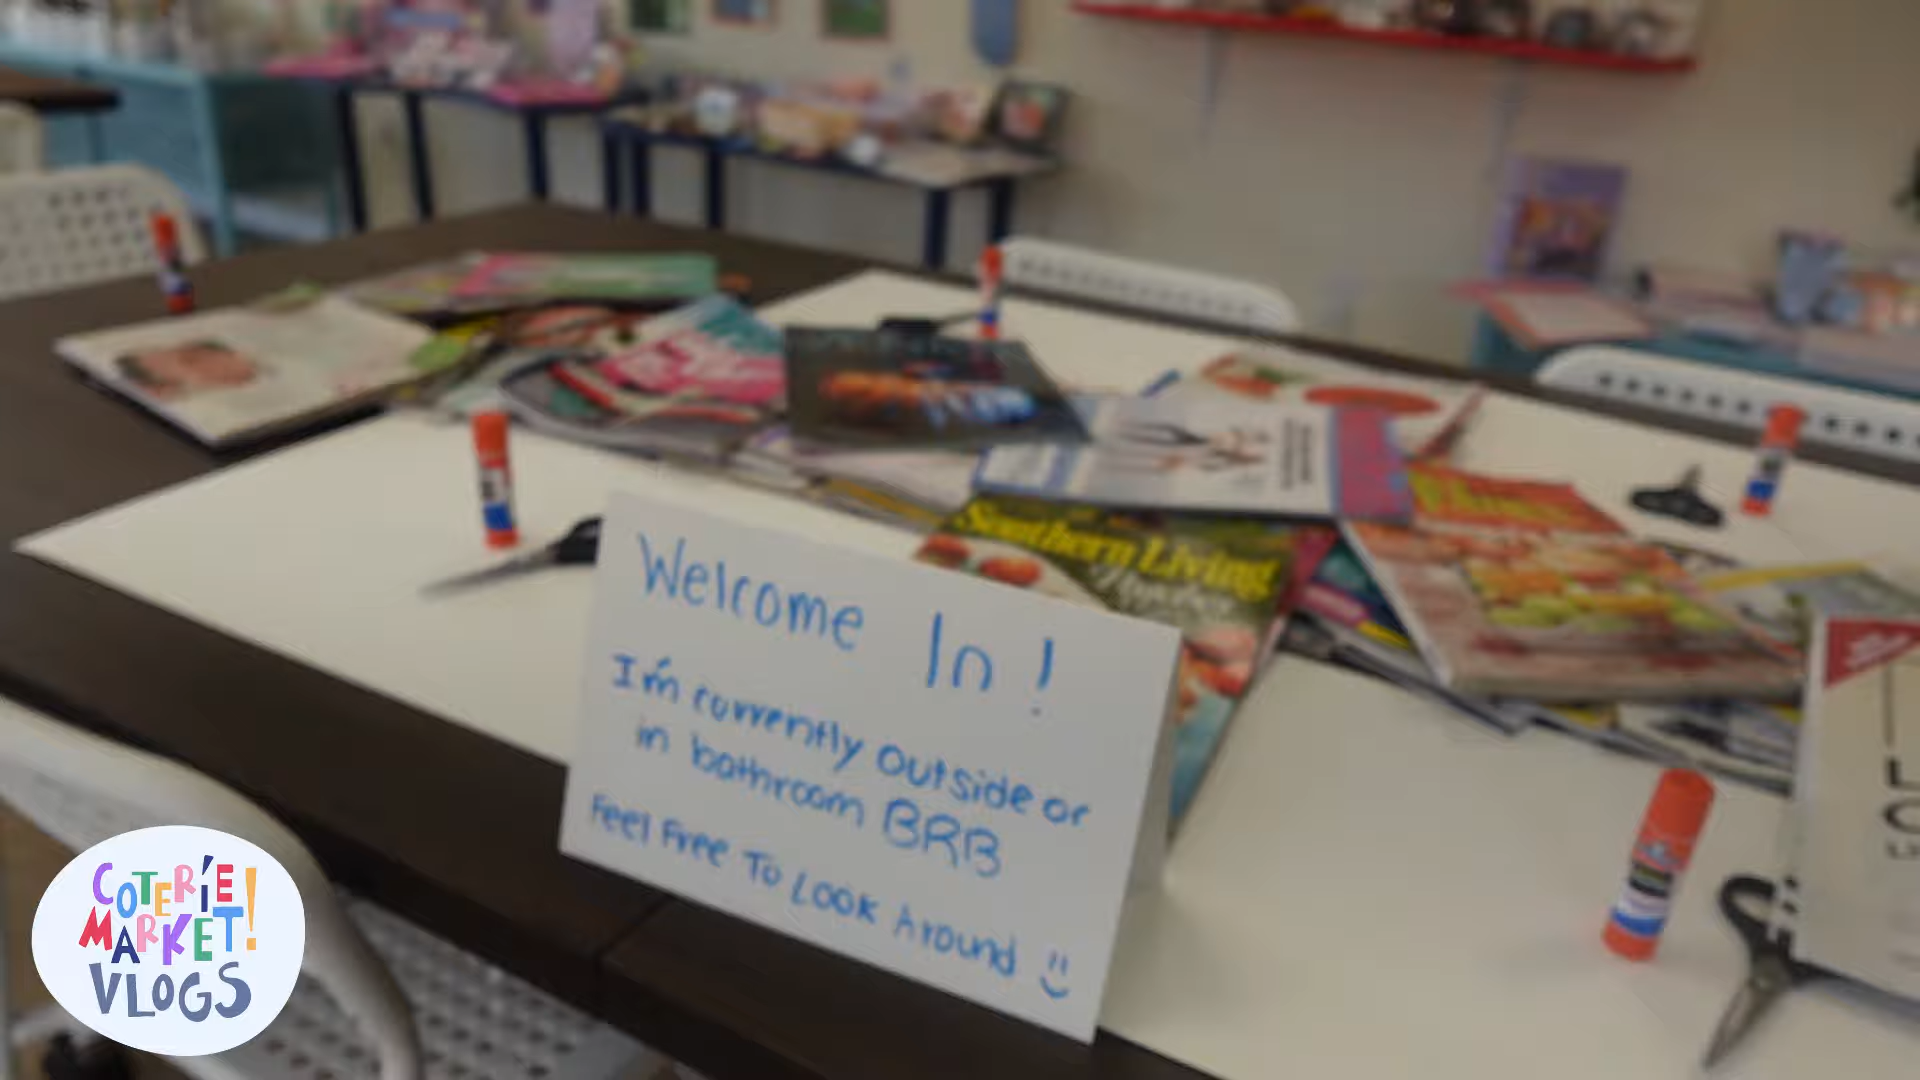 Welcome In!
I'm currently outside or
in bathroom BRB
Feel Free To Look Around
Southern Living
COTERIE
MARKET!
VLOGS